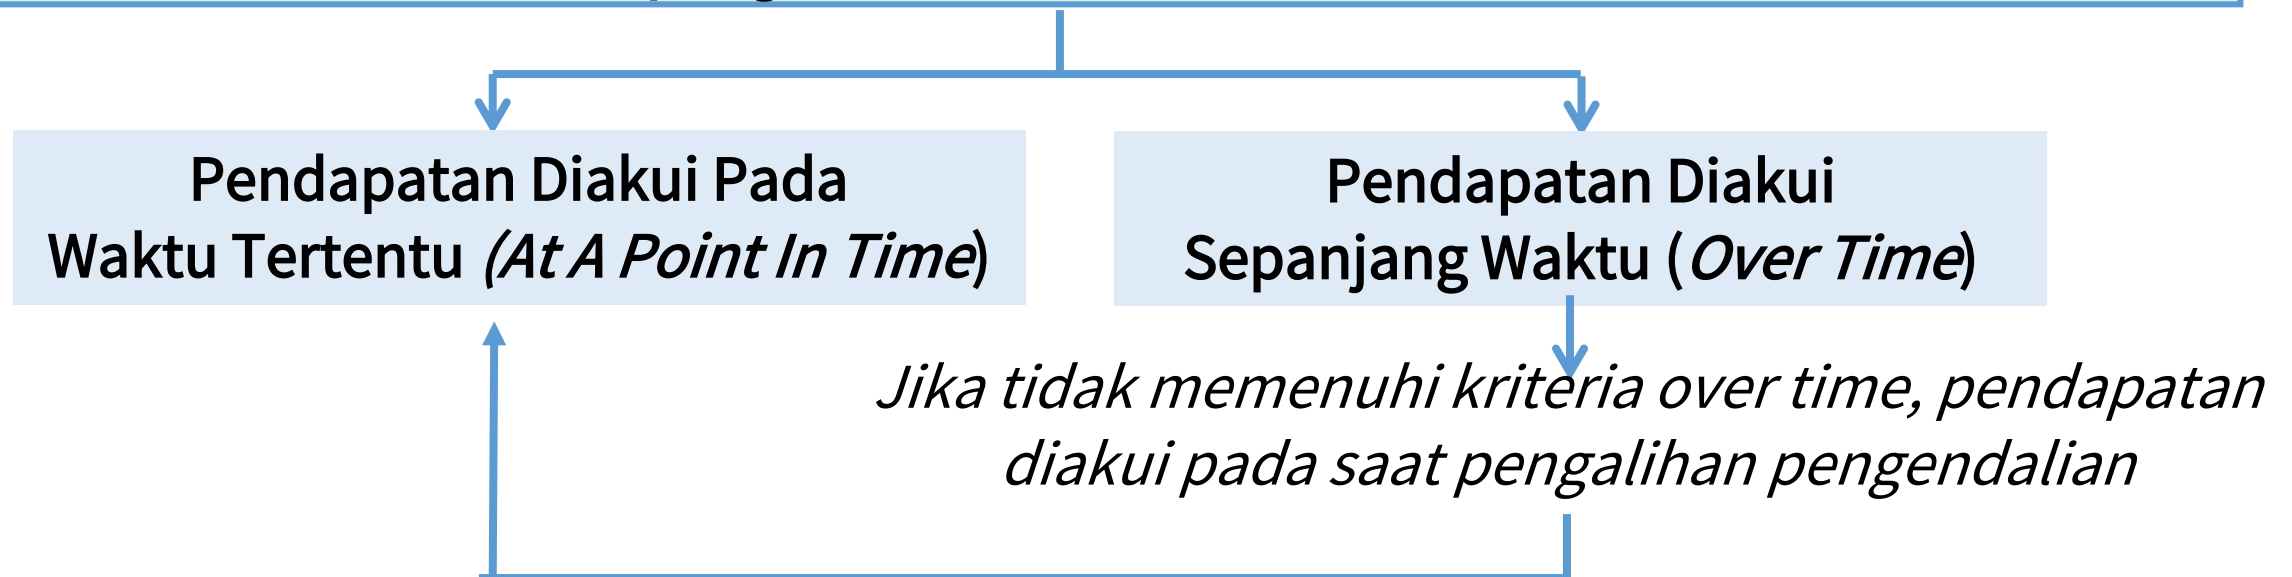 Pendapatan Diakui Pada
Waktu Tertentu (At A Point In Time)
Pendapatan Diakui
Sepanjang Waktu (Over Time)
Jika tidak memenuhi kriteria over time, pendapatan
diakui pada saat pengalihan pengendalian